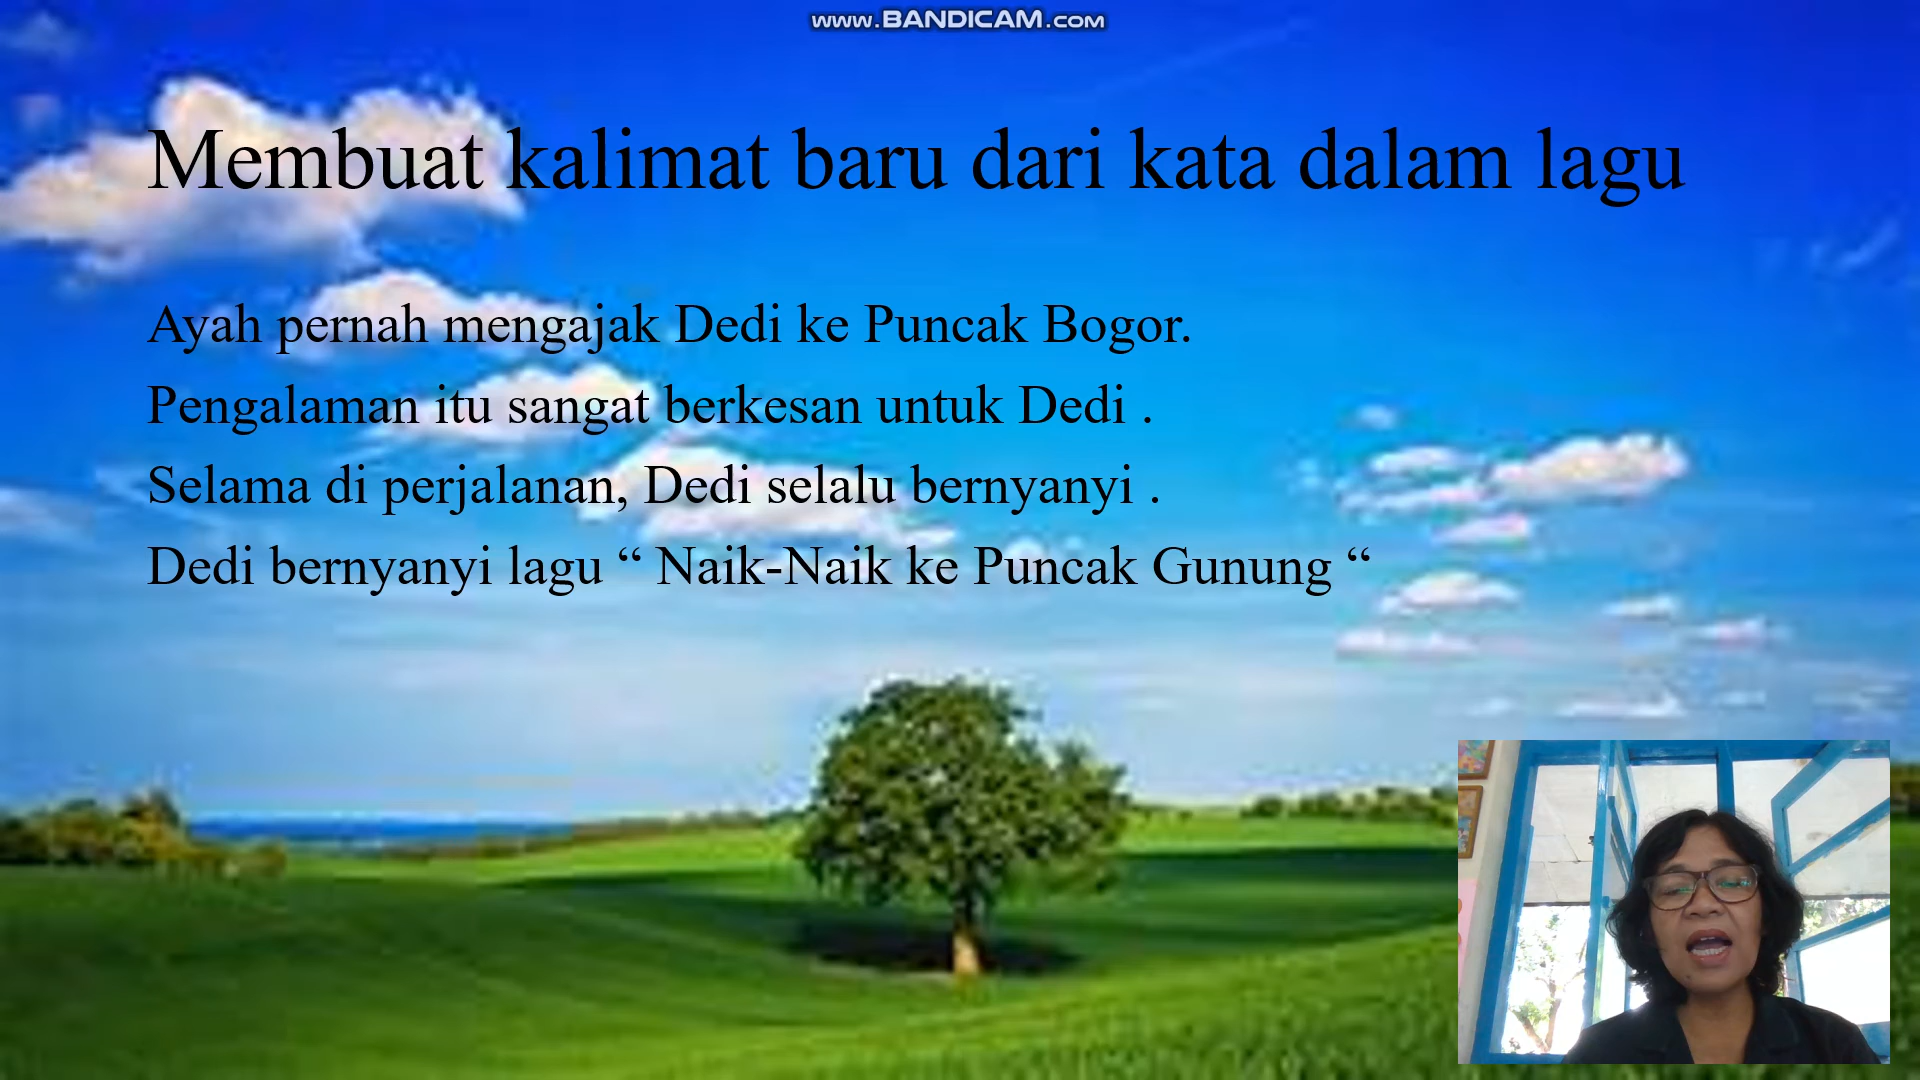 www.BANDICAM.com
Membuat kalimat baru dari kata dalam lagu
Ayah pernah mengajak Dedi ke Puncak Bogor.
Pengalaman itu sangat berkesan untuk Dedi .
Selama di perjalanan, Dedi selalu bernyanyi .
Dedi bernyanyi lagu “ Naik-Naik ke Puncak Gunung “